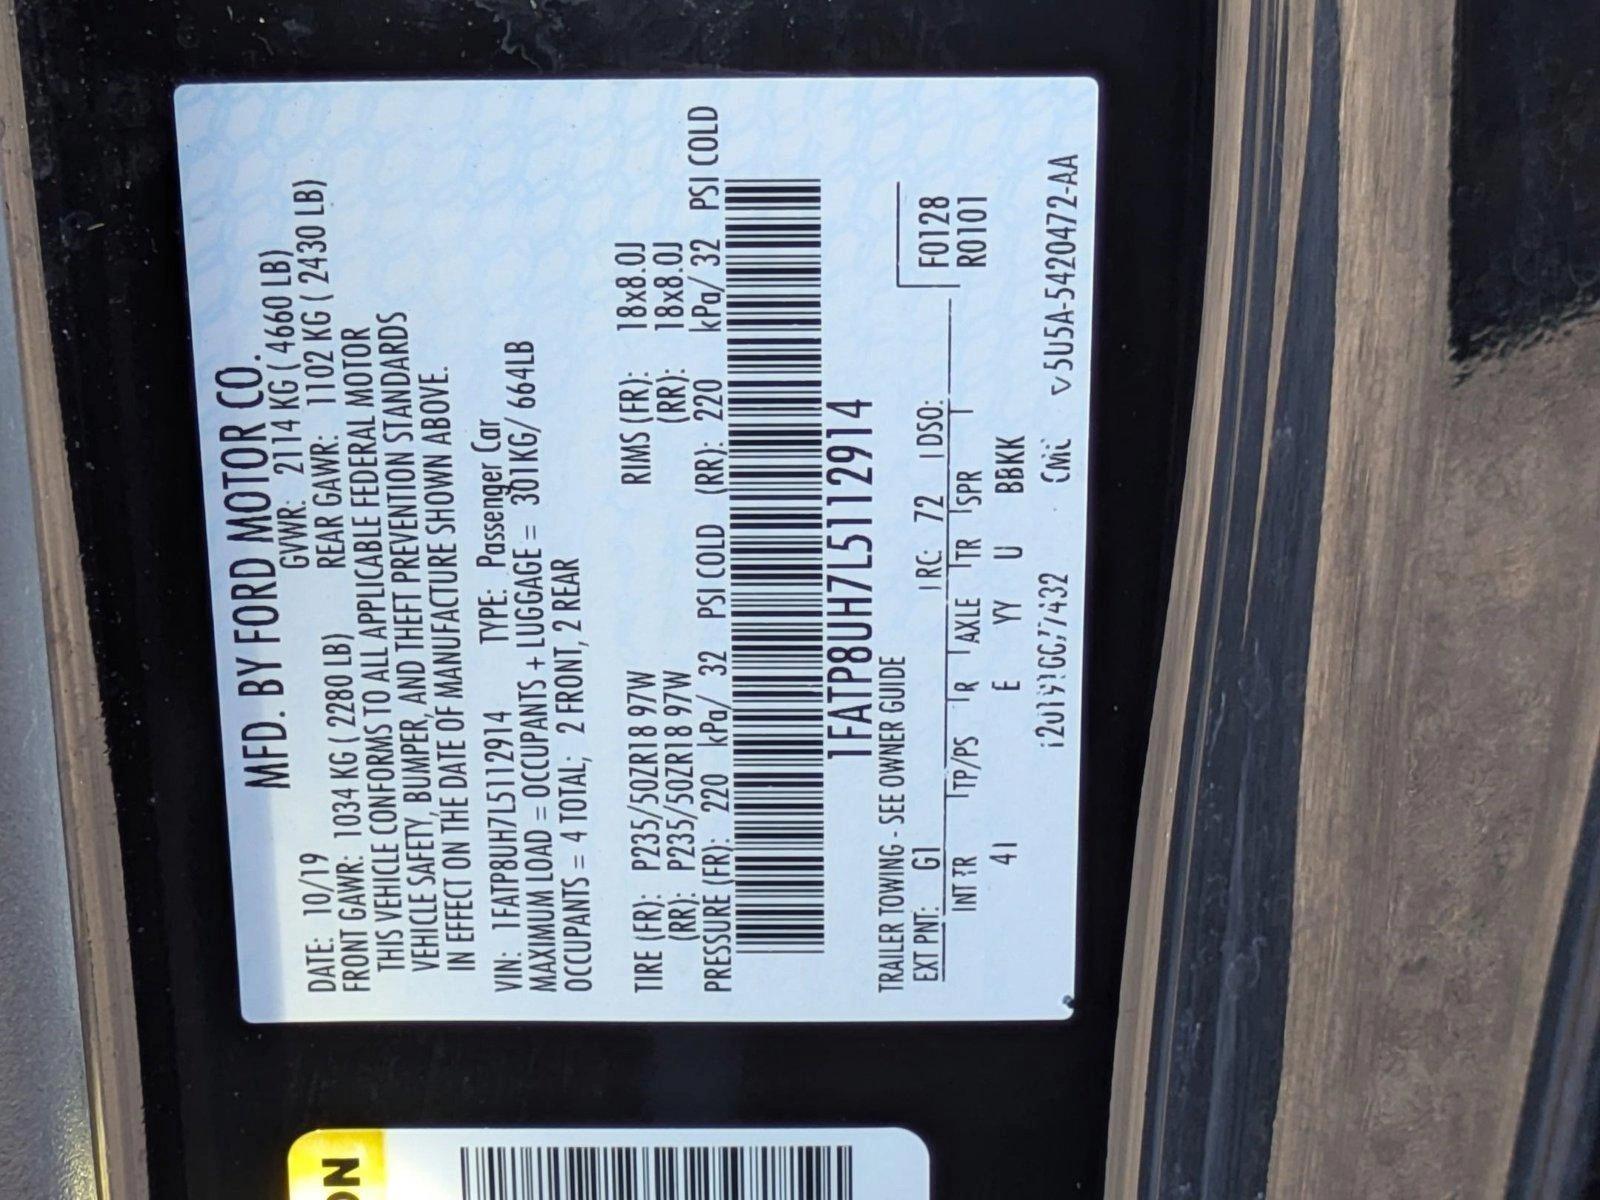 MFD. BY FORD MOTOR CO.
DATE: 10/19 GVWR: 2114 KG ( 4660 LB)
FRONT GAWR: 1034 KG ( 2280 LB) REAR GAWR: 1102 KG ( 2430 LB)
THIS VEHICLE CONFORMS TO ALL APPLICABLE FEDERAL MOTOR
VEHICLE SAFETY, BUMPER, AND THEFT PREVENTION STANDARDS
IN EFFECT ON THE DATE OF MANUFACTURE SHOWN ABOVE.
VIN: 1FATP8UH7L5112914 TYPE: Passenger Car
MAXIMUM LOAD = OCCUPANTS + LUGGAGE = 301KG/ 664LB
OCCUPANTS = 4 TOTAL; 2 FRONT, 2 REAR
TIRE (FR): P235/50ZR18 97W RIMS (FR): 18x8.0J
(RR): P235/50ZR18 97W (RR): 18x8.0J
PRESSURE (FR): 220 kPa/ 32 PSI COLD (RR): 220 kPa/ 32 PSI COLD
1FATP8UH7L5112914
TRAILER TOWING - SEE OWNER GUIDE
F0128
R0101
EXT PNT: G1 RC: 72 DSO:
INT TR TP/PS R AXLE TR SPR
41 E YY U BBKK
5U5A-5420472-AA
ON